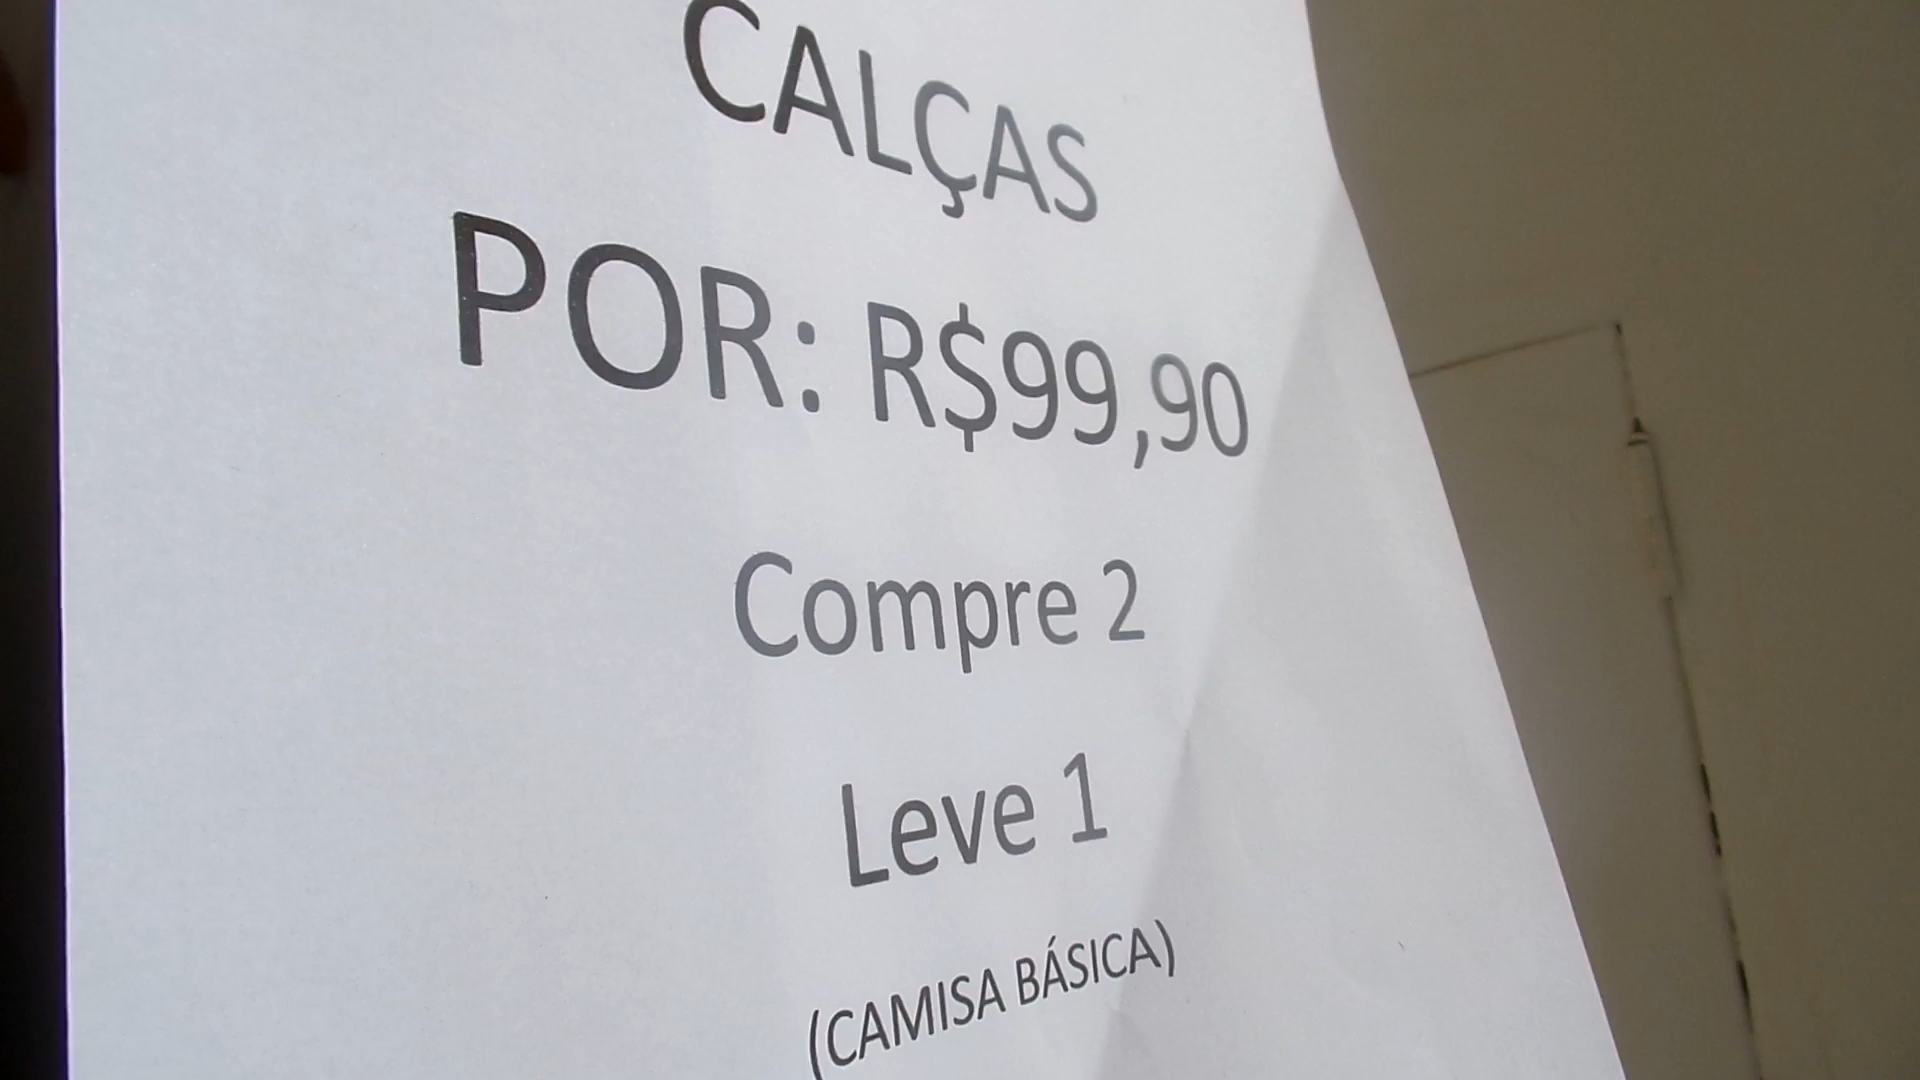 CALÇAS
POR: R$99,90
Compre 2
Leve 1
(CAMISA BÁSICA)